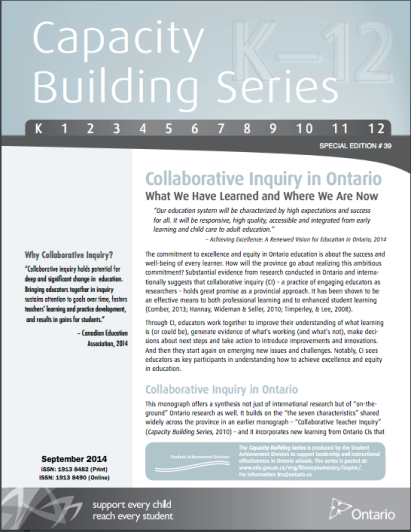 Capacity
Building Series
K–12
K 1 2 3 4 5 6 7 8 9 10 11 12
SPECIAL EDITION # 39
Collaborative Inquiry in Ontario
What We Have Learned and Where We Are Now
“Our education system will be characterized by high expectations and success
for all. It will be responsive, high quality, accessible and integrated from early
learning and child care to adult education.”
– Achieving Excellence: A Renewed Vision for Education in Ontario, 2014
Why Collaborative Inquiry?
“Collaborative inquiry holds potential for
deep and significant change in education.
Bringing educators together in inquiry
sustains attention to goals over time, fosters
teachers’ learning and practice development,
and results in gains for students.”
– Canadian Education
Association, 2014
The commitment to excellence and equity in Ontario education is about the success and
well-being of every learner. How will the province go about realizing this ambitious
commitment? Substantial evidence from research conducted in Ontario and interna-
tionally suggests that collaborative inquiry (CI) – a practice of engaging educators as
researchers – holds great promise as a provincial approach. It has been shown to be
an effective means to both professional learning and to enhanced student learning
(Comber, 2013; Hannay, Wideman & Seller, 2010; Timperley, & Lee, 2008).
Through CI, educators work together to improve their understanding of what learning
is (or could be), generate evidence of what’s working (and what’s not), make deci-
sions about next steps and take action to introduce improvements and innovations.
And then they start again on emerging new issues and challenges. Notably, CI sees
educators as key participants in understanding how to achieve excellence and equity
in education.
Collaborative Inquiry in Ontario
This monograph offers a synthesis not just of international research but of “on-the-
ground” Ontario research as well. It builds on the “the seven characteristics” shared
widely across the province in an earlier monograph – “Collaborative Teacher Inquiry”
(Capacity Building Series, 2010) – and it incorporates new learning from Ontario CIs that
September 2014
ISSN: 1913 8482 (Print)
ISSN: 1913 8490 (Online)
Student Achievement Division
The Capacity Building Series is produced by the Student
Achievement Division to support leadership and instructional
effectiveness in Ontario schools. The series is posted at:
www.edu.gov.on.ca/eng/literacynumeracy/inspire/.
For information: lns@ontario.ca
support every child
reach every student
Ontario